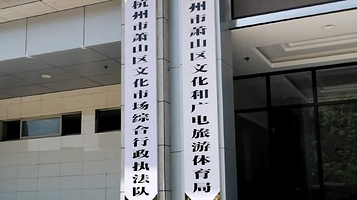 杭州市萧山区文化市场综合行政执法队
州市萧山区文化和广电旅游体育局